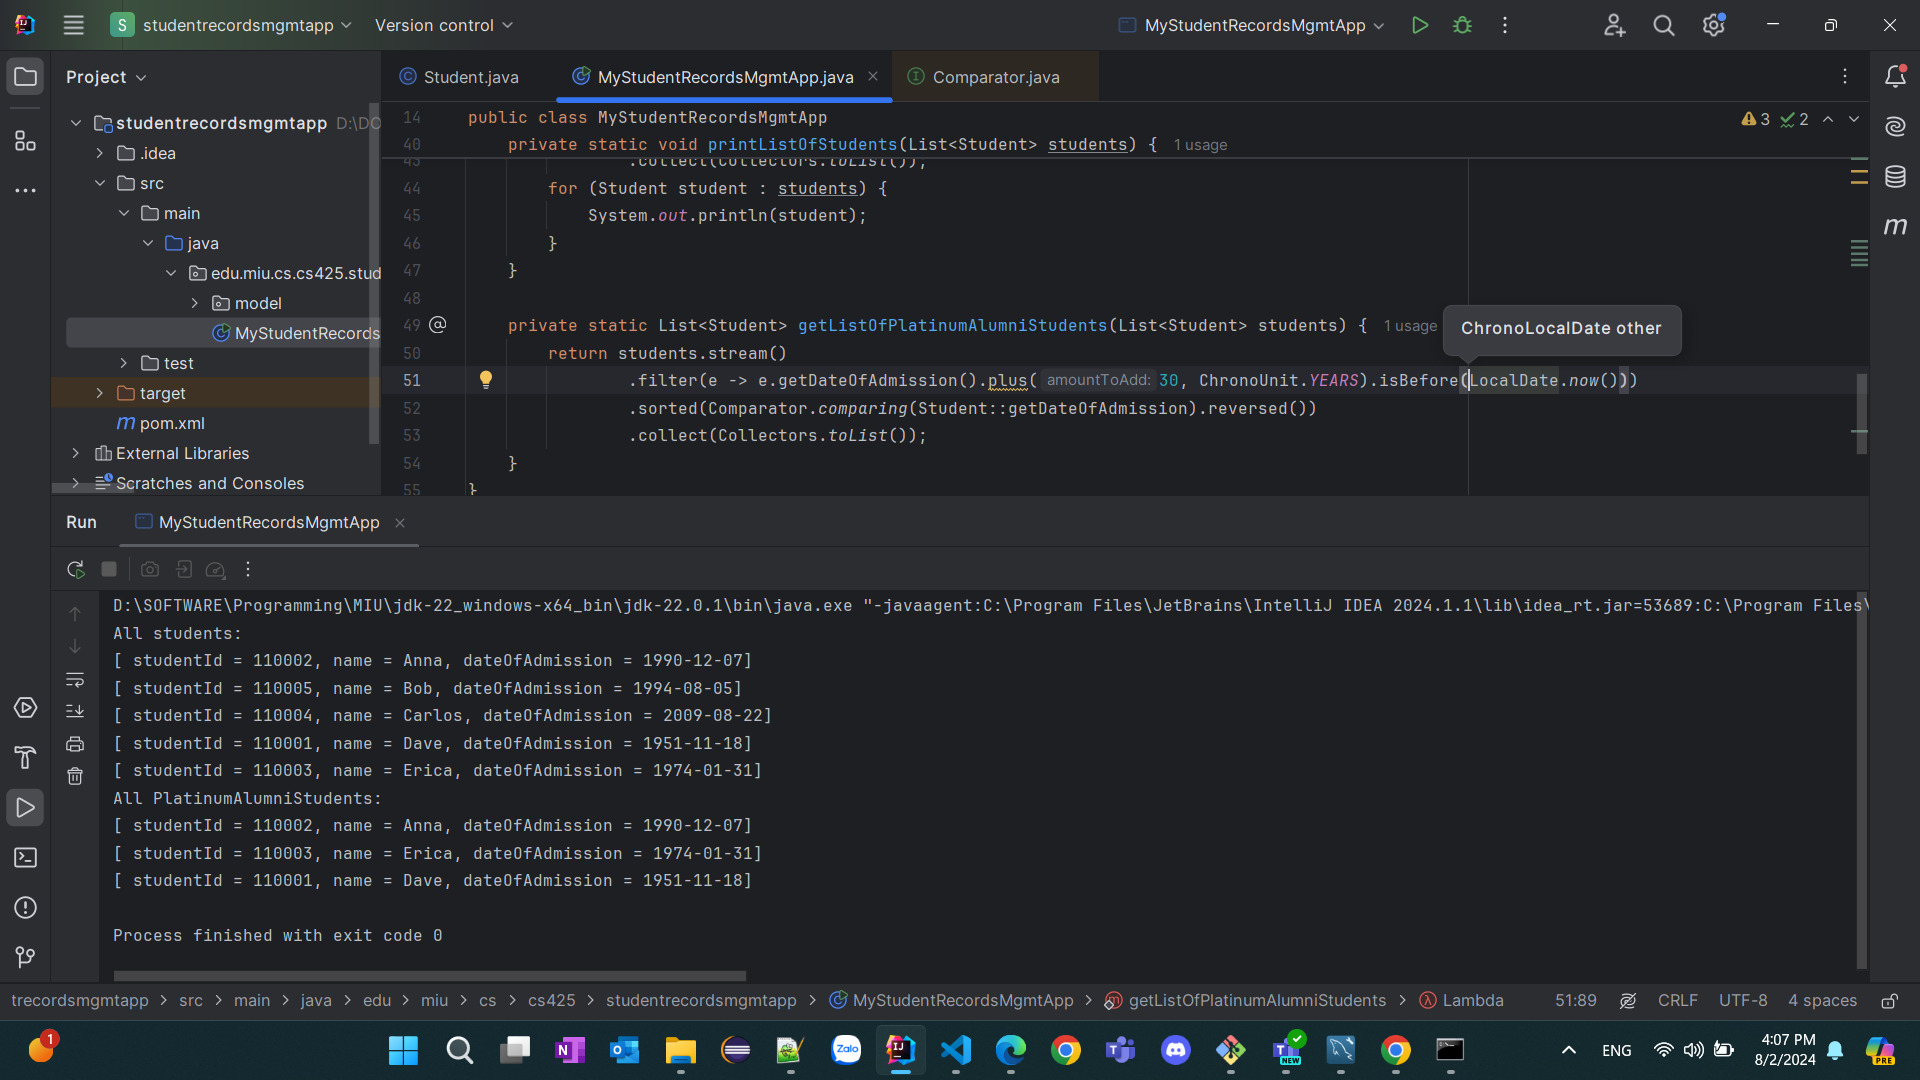 studentrecordsmgmtapp Version control MyStudentRecordsMgmtApp
Project
Student.java MyStudentRecordsMgmtApp.java Comparator.java
studentrecordsmgmtapp D:\DO
.idea
src
main
java
edu.miu.cs.cs425.stud
model
MyStudentRecords
test
target
pom.xml
External Libraries
Scratches and Consoles
3 2
14 public class MyStudentRecordsMgmtApp
40 private static void printListOfStudents(List<Student> students) { 1 usage
43 .collect(Collectors.toList());
44 for (Student student : students) {
45 System.out.println(student);
46 }
47 }
48
49 private static List<Student> getListOfPlatinumAlumniStudents(List<Student> students) { 1 usage
ChronoLocalDate other
50 return students.stream()
51 .filter(e -> e.getDateOfAdmission().plus( amountToAdd: 30, ChronoUnit.YEARS).isBefore(LocalDate.now()))
52 .sorted(Comparator.comparing(Student::getDateOfAdmission).reversed())
53 .collect(Collectors.toList());
54 }
55 }
Run MyStudentRecordsMgmtApp
D:\SOFTWARE\Programming\MIU\jdk-22_windows-x64_bin\jdk-22.0.1\bin\java.exe "-javaagent:C:\Program Files\JetBrains\IntelliJ IDEA 2024.1.1\lib\idea_rt.jar=53689:C:\Program Files\
All students:
[ studentId = 110002, name = Anna, dateOfAdmission = 1990-12-07]
[ studentId = 110005, name = Bob, dateOfAdmission = 1994-08-05]
[ studentId = 110004, name = Carlos, dateOfAdmission = 2009-08-22]
[ studentId = 110001, name = Dave, dateOfAdmission = 1951-11-18]
[ studentId = 110003, name = Erica, dateOfAdmission = 1974-01-31]
All PlatinumAlumniStudents:
[ studentId = 110002, name = Anna, dateOfAdmission = 1990-12-07]
[ studentId = 110003, name = Erica, dateOfAdmission = 1974-01-31]
[ studentId = 110001, name = Dave, dateOfAdmission = 1951-11-18]
Process finished with exit code 0
trecordsmgmtapp > src > main > java > edu > miu > cs > cs425 > studentrecordsmgmtapp > MyStudentRecordsMgmtApp > getListOfPlatinumAlumniStudents > Lambda 51:89 CRLF UTF-8 4 spaces
1 Zalo NEW ENG 4:07 PM
8/2/2024 PRE